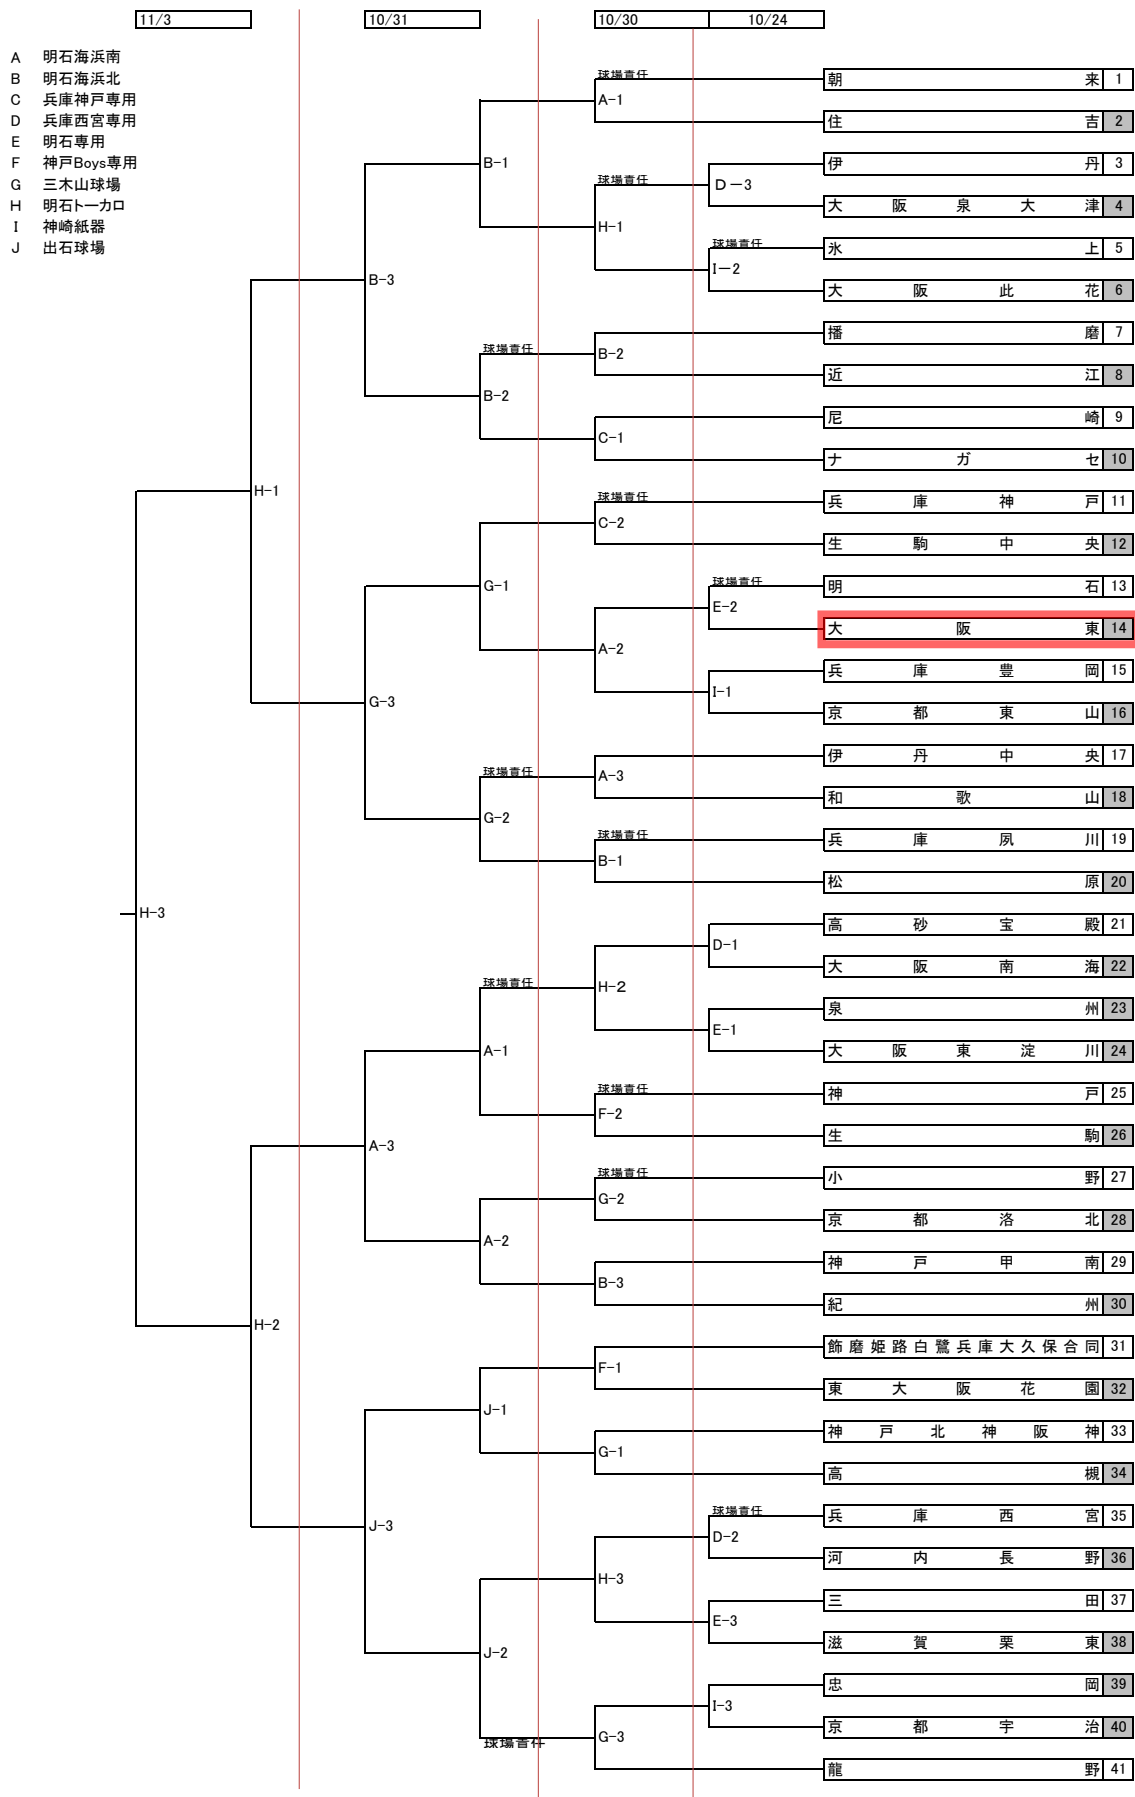 11/3 10/31 10/30 10/24
A 明石海浜南
B 明石海浜北
C 兵庫神戸専用
D 兵庫西宮専用
E 明石専用
F 神戸Boys専用
G 三木山球場
H 明石トーカロ
I 神崎紙器
J 出石球場
球場責任
朝来 1
A-1
住吉 2
B-1
伊丹 3
球場責任
D－3
大阪泉大津 4
H-1
球場責任
氷上 5
I－2
B-3
大阪此花 6
播磨 7
球場責任
B-2
近江 8
B-2
尼崎 9
C-1
ナガセ 10
H-1
球場責任
兵庫神戸 11
C-2
生駒中央 12
G-1
球場責任
明石 13
E-2
大阪東 14
A-2
兵庫豊岡 15
I-1
G-3
京都東山 16
伊丹中央 17
球場責任
A-3
和歌山 18
G-2
球場責任
兵庫夙川 19
B-1
松原 20
H-3
高砂宝殿 21
D-1
大阪南海 22
球場責任
H-2
泉州 23
E-1
A-1
大阪東淀川 24
球場責任
神戸 25
F-2
生駒 26
A-3
球場責任
小野 27
G-2
京都洛北 28
A-2
神戸甲南 29
B-3
紀州 30
H-2
飾磨姫路白鷺兵庫大久保合同 31
F-1
東大阪花園 32
J-1
神戸北神阪神 33
G-1
高槻 34
球場責任
兵庫西宮 35
J-3
D-2
河内長野 36
H-3
三田 37
E-3
滋賀栗東 38
J-2
忠岡 39
I-3
京都宇治 40
球場責任
G-3
龍野 41